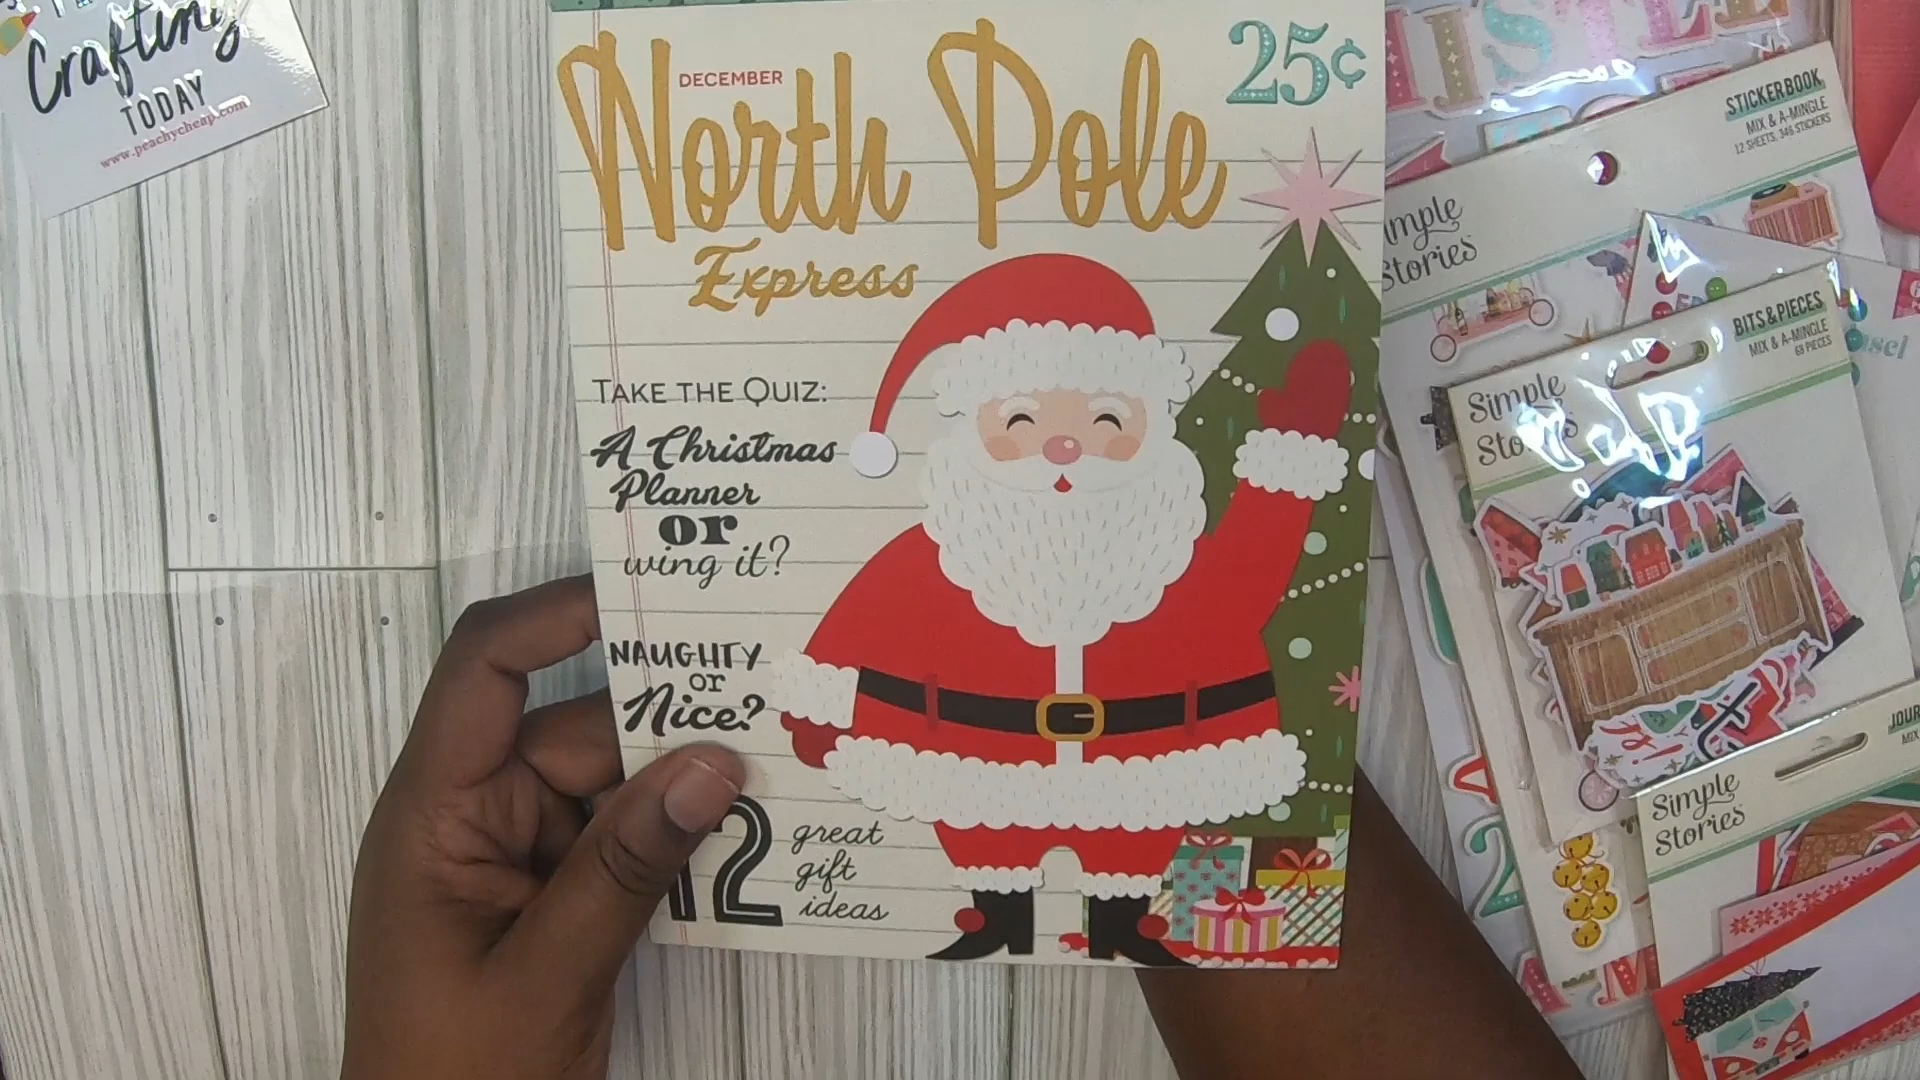 Crafting
TODAY
www.peachycheap.com
DECEMBER
North Pole
Express
25¢
TAKE THE QUIZ:
A Christmas
Planner
or
wing it?
NAUGHTY
or
Nice?
12
great
gift
ideas
STICKER BOOK
MIX & A-MINGLE
12 SHEETS, 346 STICKERS
Simple
Stories
BITS & PIECES
MIX & A-MINGLE
Simple
Stories
Simple
Stories